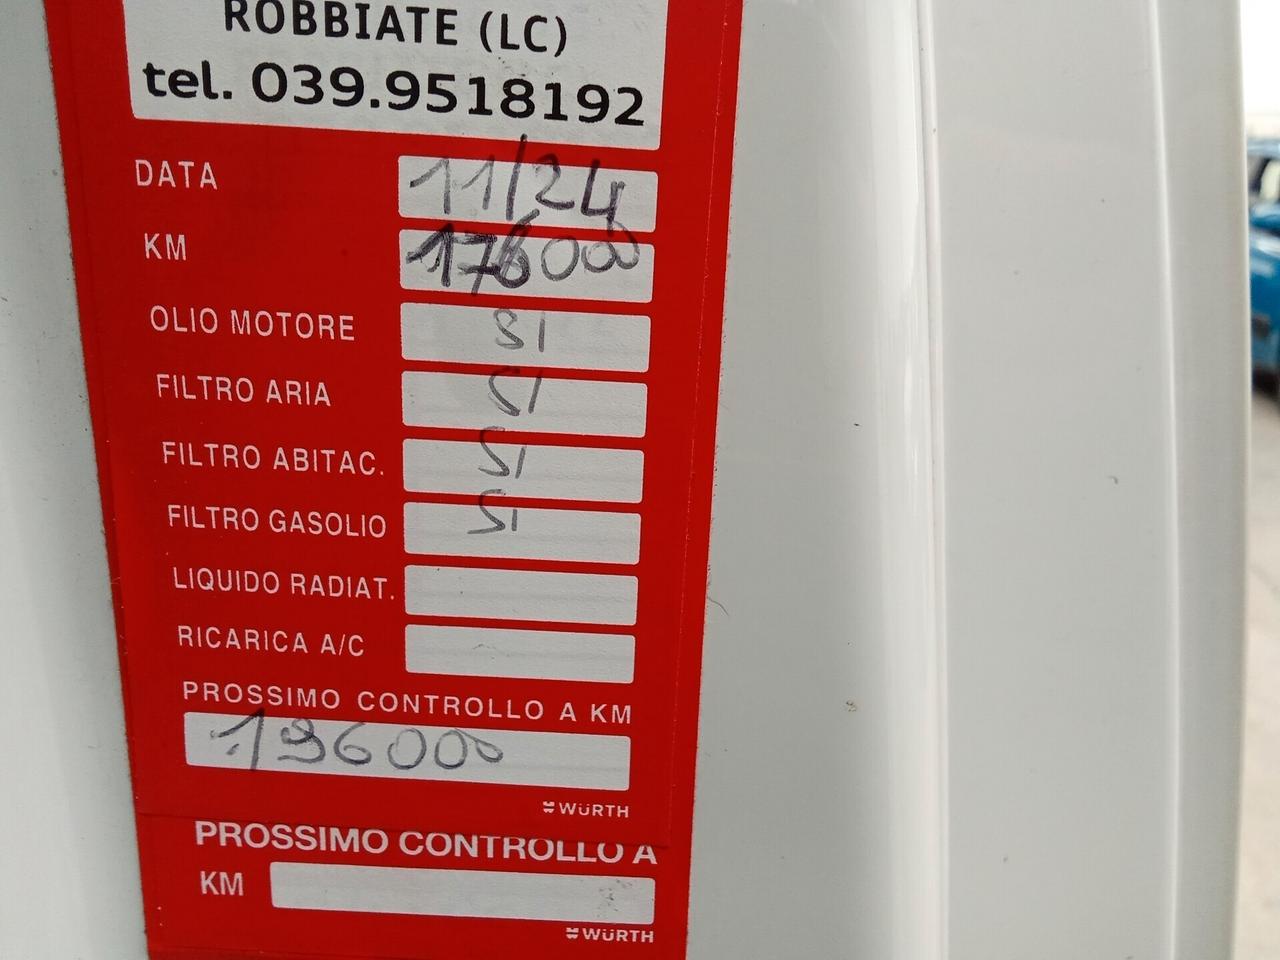 ROBBIATE (LC)
tel. 039.9518192
DATA 11/24
KM 176000
OLIO MOTORE SI
FILTRO ARIA SI
FILTRO ABITAC. SI
FILTRO GASOLIO SI
LIQUIDO RADIAT.
RICARICA A/C
PROSSIMO CONTROLLO A KM
196000
WÜRTH
PROSSIMO CONTROLLO A
KM
WÜRTH